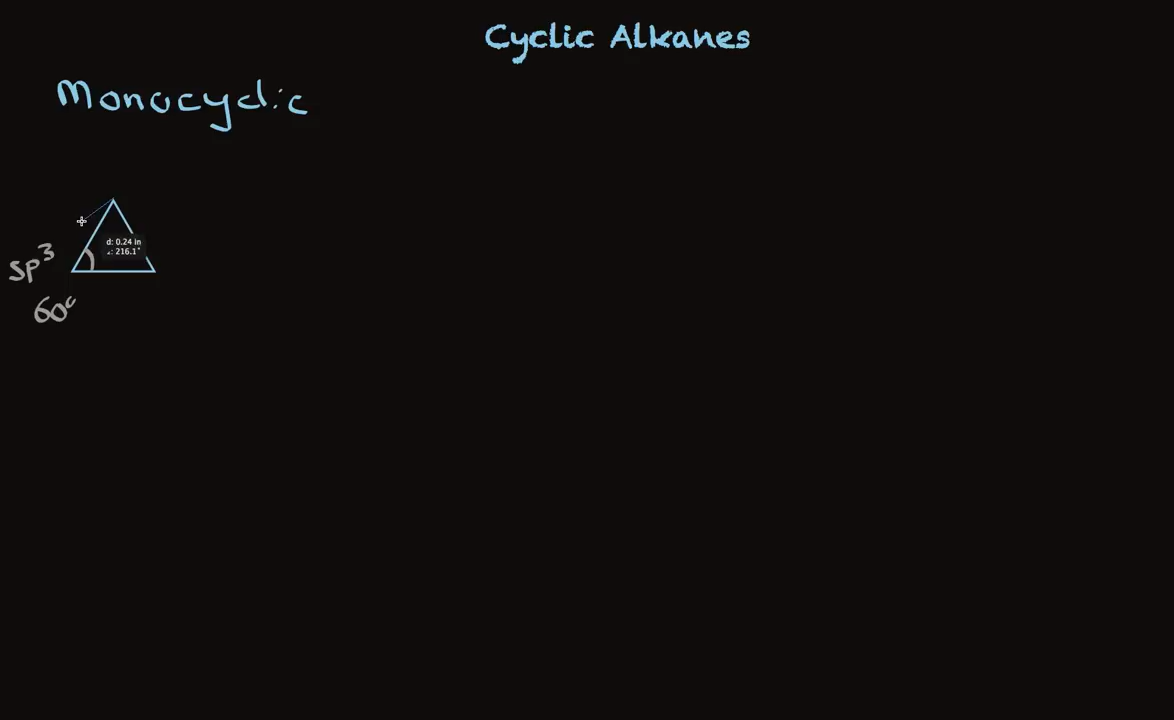 Cyclic Alkanes
Monocyclic
d: 0.24 in
∠: 216.1°
sp³
60°